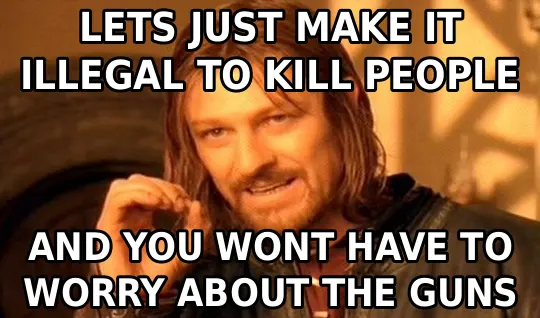 LETS JUST MAKE IT
ILLEGAL TO KILL PEOPLE
AND YOU WONT HAVE TO
WORRY ABOUT THE GUNS